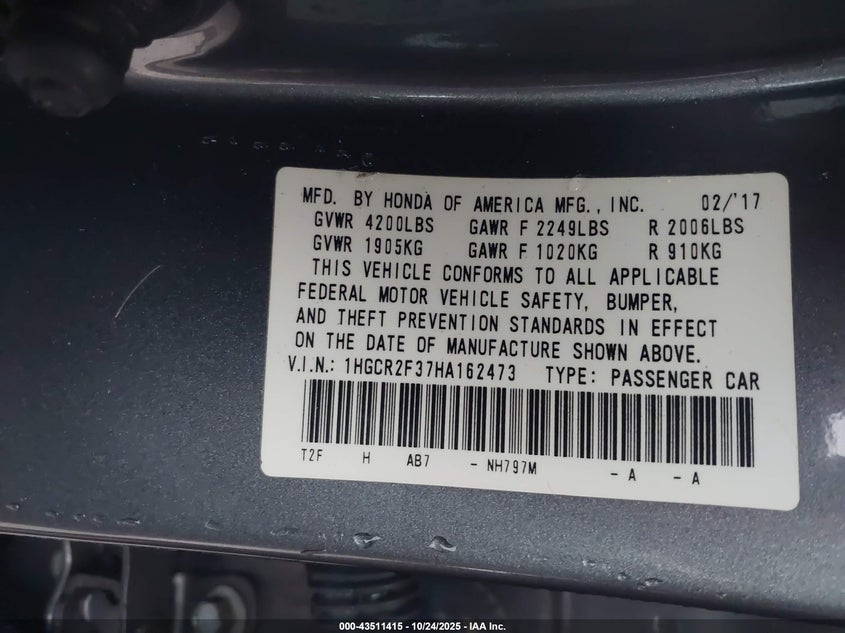 MFD. BY HONDA OF AMERICA MFG., INC. 02/'17
GVWR 4200LBS GAWR F 2249LBS R 2006LBS
GVWR 1905KG GAWR F 1020KG R 910KG
THIS VEHICLE CONFORMS TO ALL APPLICABLE
FEDERAL MOTOR VEHICLE SAFETY, BUMPER,
AND THEFT PREVENTION STANDARDS IN EFFECT
ON THE DATE OF MANUFACTURE SHOWN ABOVE.
V.I.N.: 1HGCR2F37HA162473 TYPE: PASSENGER CAR
T2F H AB7 - NH797M - A - A
000-43511415 - 10/24/2025 - IAA Inc.